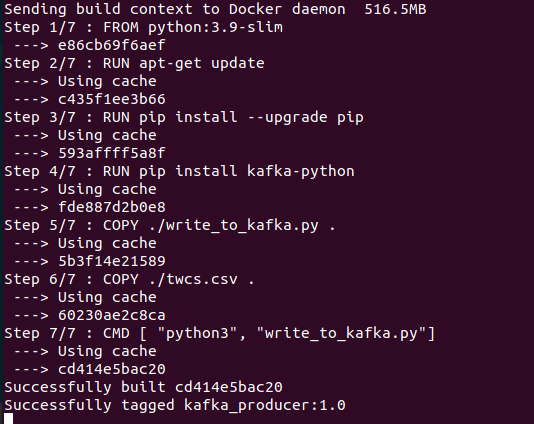 Sending build context to Docker daemon  516.5MB
Step 1/7 : FROM python:3.9-slim
 ---> e86cb69f6aef
Step 2/7 : RUN apt-get update
 ---> Using cache
 ---> c435f1ee3b66
Step 3/7 : RUN pip install --upgrade pip
 ---> Using cache
 ---> 593affff5a8f
Step 4/7 : RUN pip install kafka-python
 ---> Using cache
 ---> fde887d2b0e8
Step 5/7 : COPY ./write_to_kafka.py .
 ---> Using cache
 ---> 5b3f14e21589
Step 6/7 : COPY ./twcs.csv .
 ---> Using cache
 ---> 60230ae2c8ca
Step 7/7 : CMD [ "python3", "write_to_kafka.py"]
 ---> Using cache
 ---> cd414e5bac20
Successfully built cd414e5bac20
Successfully tagged kafka_producer:1.0